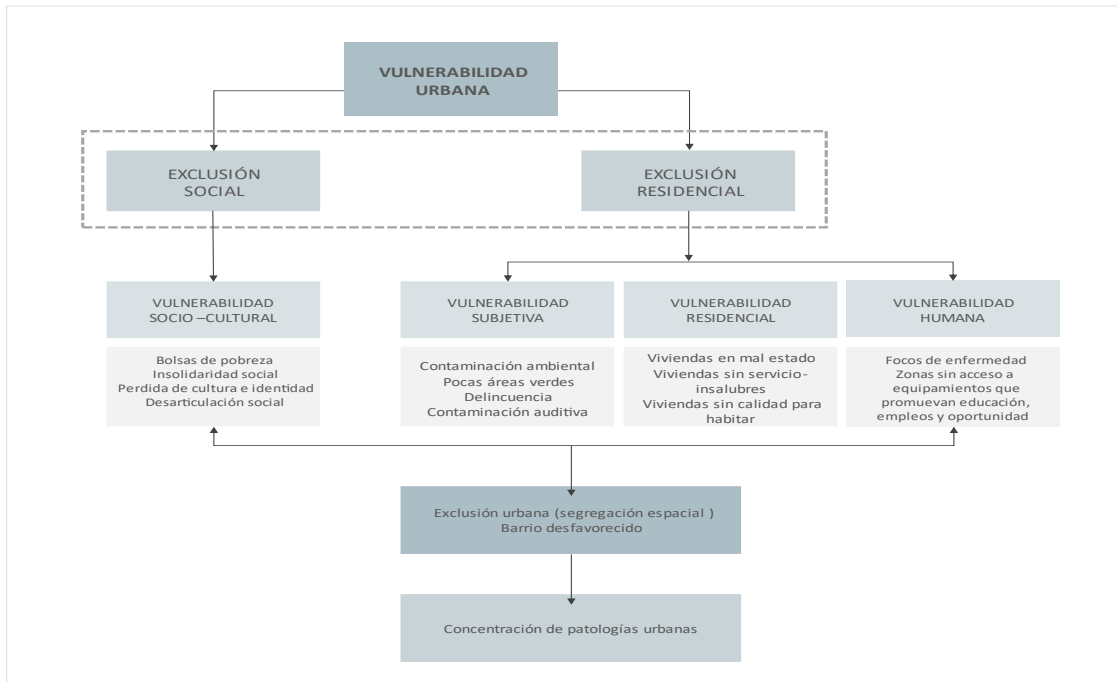 VULNERABILIDAD
URBANA
EXCLUSIÓN
SOCIAL
EXCLUSIÓN
RESIDENCIAL
VULNERABILIDAD
SOCIO –CULTURAL
VULNERABILIDAD
SUBJETIVA
VULNERABILIDAD
RESIDENCIAL
VULNERABILIDAD
HUMANA
Bolsas de pobreza
Insolidaridad social
Perdida de cultura e identidad
Desarticulación social
Contaminación ambiental
Pocas áreas verdes
Delincuencia
Contaminación auditiva
Viviendas en mal estado
Viviendas sin servicio-
insalubres
Viviendas sin calidad para
habitar
Focos de enfermedad
Zonas sin acceso a
equipamientos que
promuevan educación,
empleos y oportunidad
Exclusión urbana (segregación espacial )
Barrio desfavorecido
Concentración de patologías urbanas